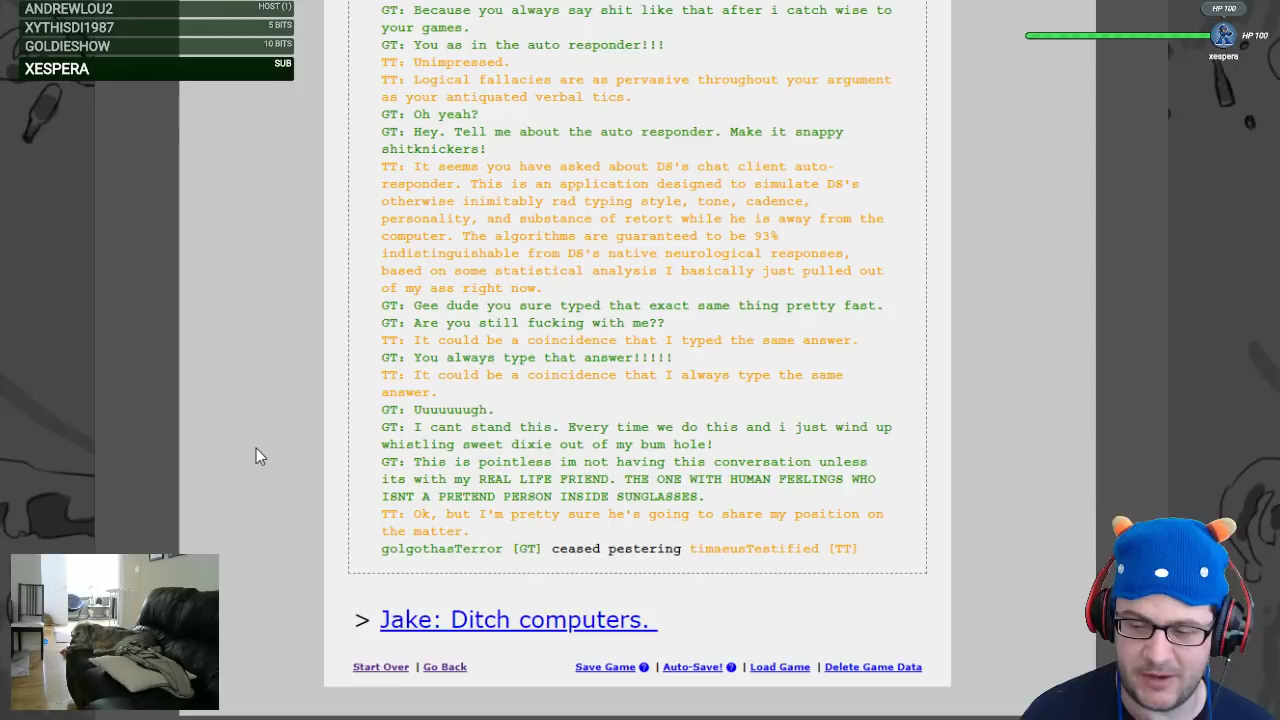 ANDREWLOU2 HOST (1)
XYTHISDI1987 5 BITS
GOLDIESHOW 10 BITS
XESPERA SUB
HP 100
HP 100
xespera
GT: Because you always say shit like that after i catch wise to
your games.
GT: You as in the auto responder!!!
TT: Unimpressed.
TT: Logical fallacies are as pervasive throughout your argument
as your antiquated verbal tics.
GT: Oh yeah?
GT: Hey. Tell me about the auto responder. Make it snappy
shitknickers!
TT: It seems you have asked about DS's chat client auto-
responder. This is an application designed to simulate DS's
otherwise inimitably rad typing style, tone, cadence,
personality, and substance of retort while he is away from the
computer. The algorithms are guaranteed to be 93%
indistinguishable from DS's native neurological responses,
based on some statistical analysis I basically just pulled out
of my ass right now.
GT: Gee dude you sure typed that exact same thing pretty fast.
GT: Are you still fucking with me??
TT: It could be a coincidence that I typed the same answer.
GT: You always type that answer!!!!!
TT: It could be a coincidence that I always type the same
answer.
GT: Uuuuuuugh.
GT: I cant stand this. Every time we do this and i just wind up
whistling sweet dixie out of my bum hole!
GT: This is pointless im not having this conversation unless
its with my REAL LIFE FRIEND. THE ONE WITH HUMAN FEELINGS WHO
ISNT A PRETEND PERSON INSIDE SUNGLASSES.
TT: Ok, but I'm pretty sure he's going to share my position on
the matter.
golgothasTerror [GT] ceased pestering timaeusTestified [TT]
> Jake: Ditch computers.
Start Over | Go Back Save Game ? | Auto-Save! ? | Load Game | Delete Game Data